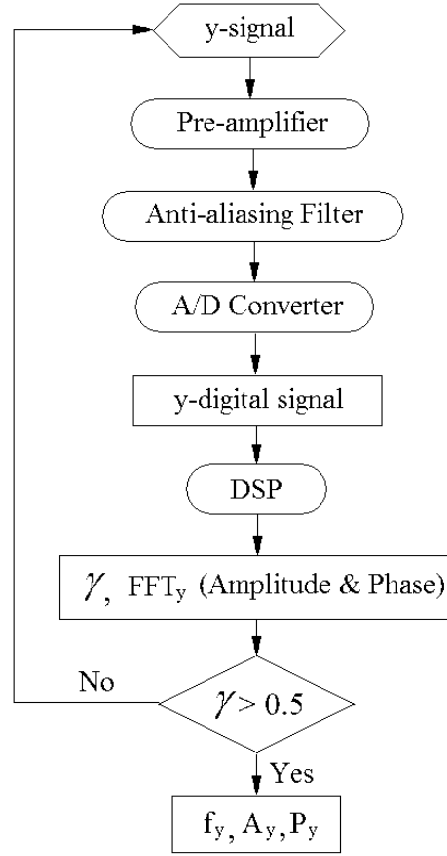 y-signal
Pre-amplifier
Anti-aliasing Filter
A/D Converter
y-digital signal
DSP
γ, FFTy (Amplitude & Phase)
No
γ > 0.5
Yes
fy, Ay, Py